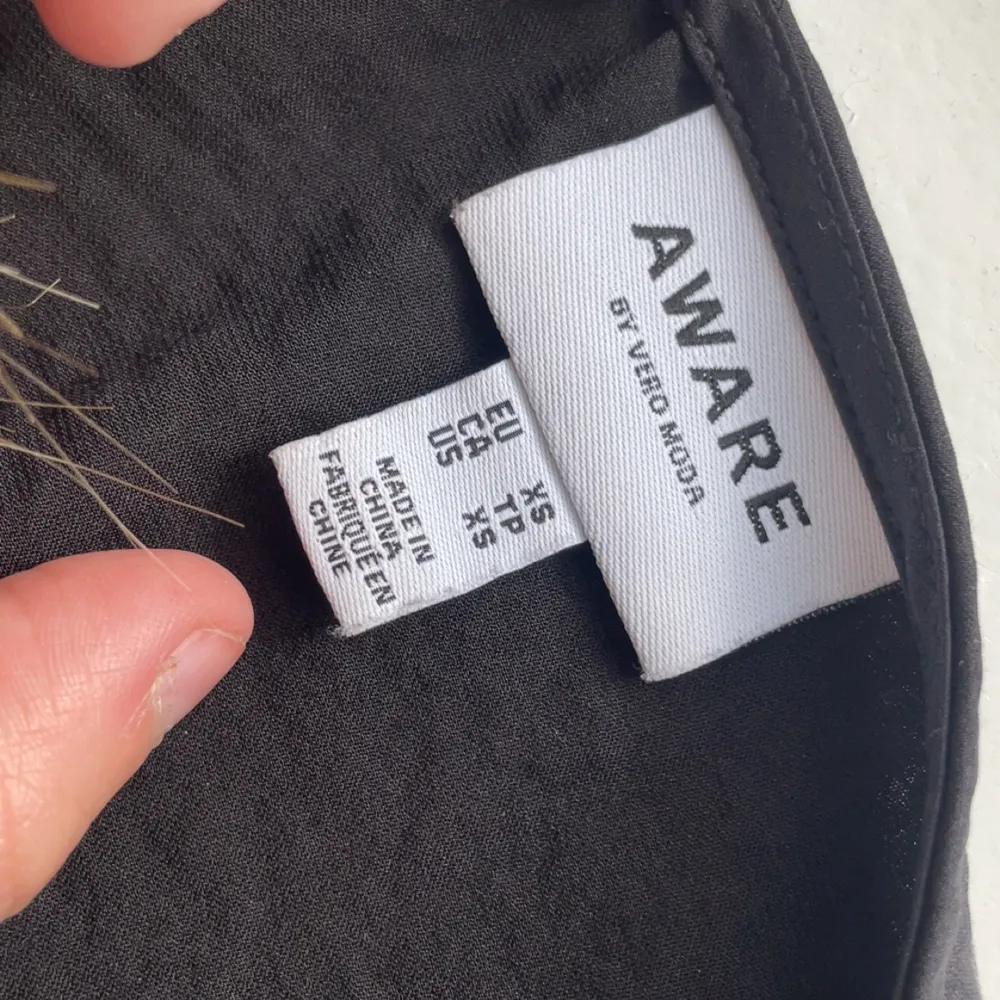 AWARE
BY VERO MODA
EU XS
CA TP
US XS
MADE IN
CHINA
FABRIQUÉ EN
CHINE